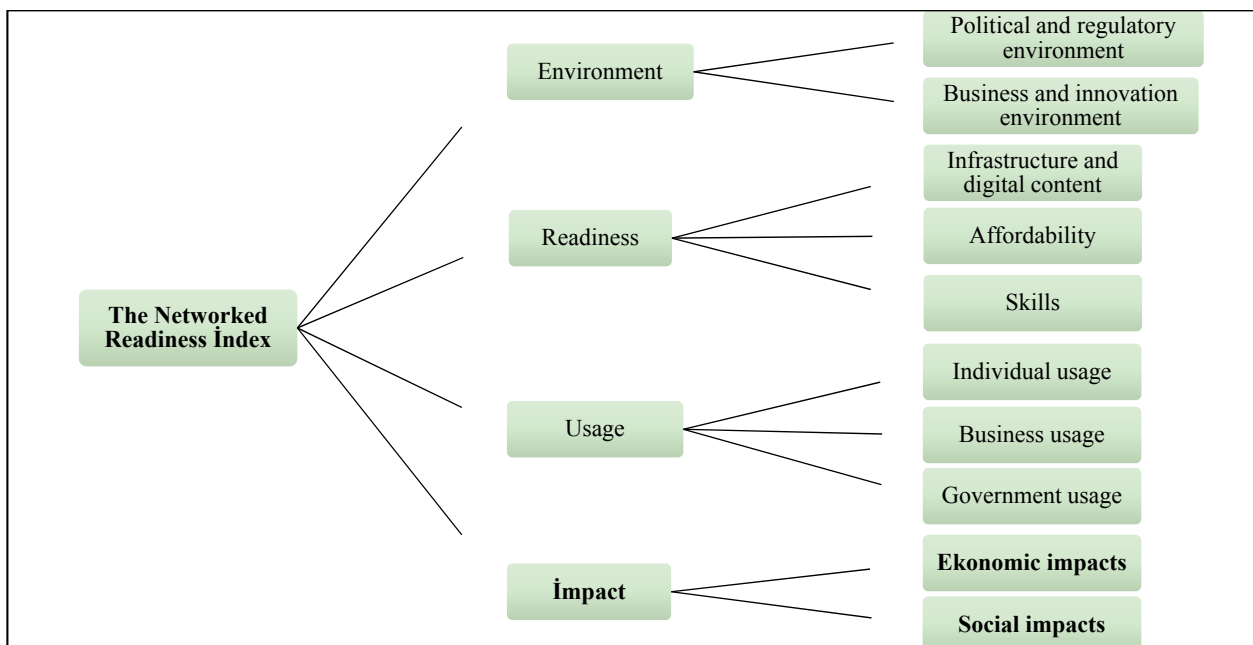 Political and regulatory
environment
Environment
Business and innovation
environment
Infrastructure and
digital content
Readiness
Affordability
Skills
The Networked
Readiness İndex
Individual usage
Usage
Business usage
Government usage
Ekonomic impacts
İmpact
Social impacts